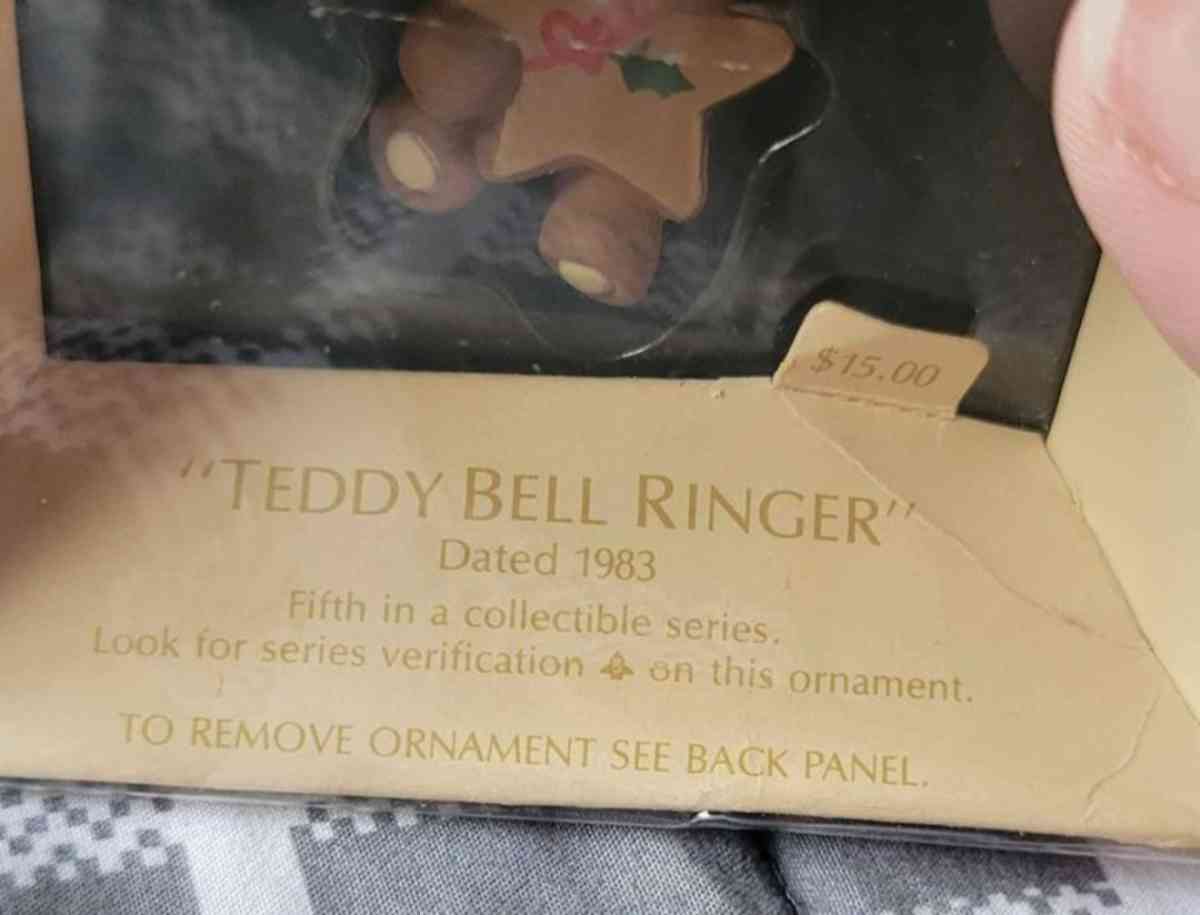 $15.00
"TEDDY BELL RINGER"
Dated 1983
Fifth in a collectible series.
Look for series verification on this ornament.
TO REMOVE ORNAMENT SEE BACK PANEL.